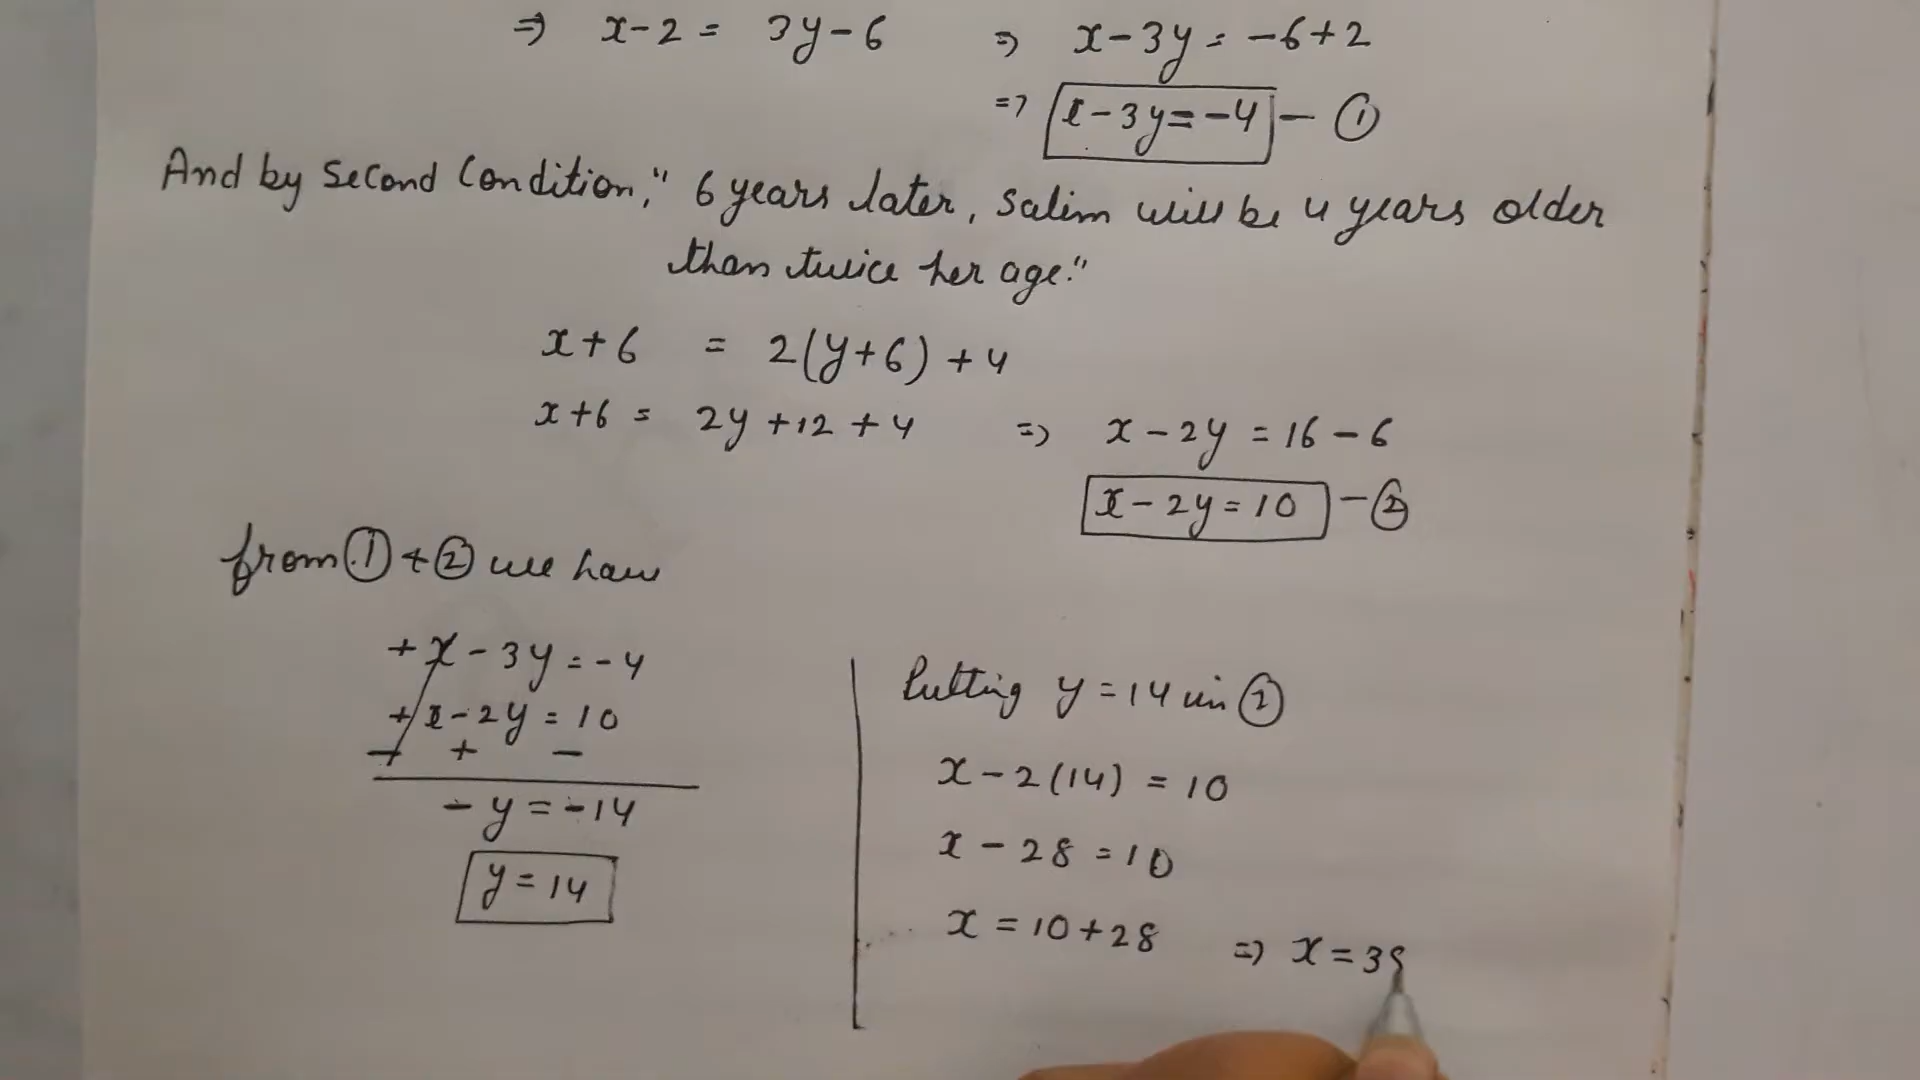 ⇒ x-2 = 3y-6 ⇒ x-3y = -6+2
⇒ x-3y=-4 - ①
And by Second Condition, "6 years later, Salim will be 4 years older
than twice her age."
x+6 = 2(y+6)+4
x+6 = 2y+12+4 ⇒ x-2y = 16-6
x-2y=10 - ②
from ① + ② we have
+x-3y=-4
+x-2y=10
- + -
-y=-14
y=14
Putting y=14 in ②
x-2(14) = 10
x-28=10
x=10+28 ⇒ x=38